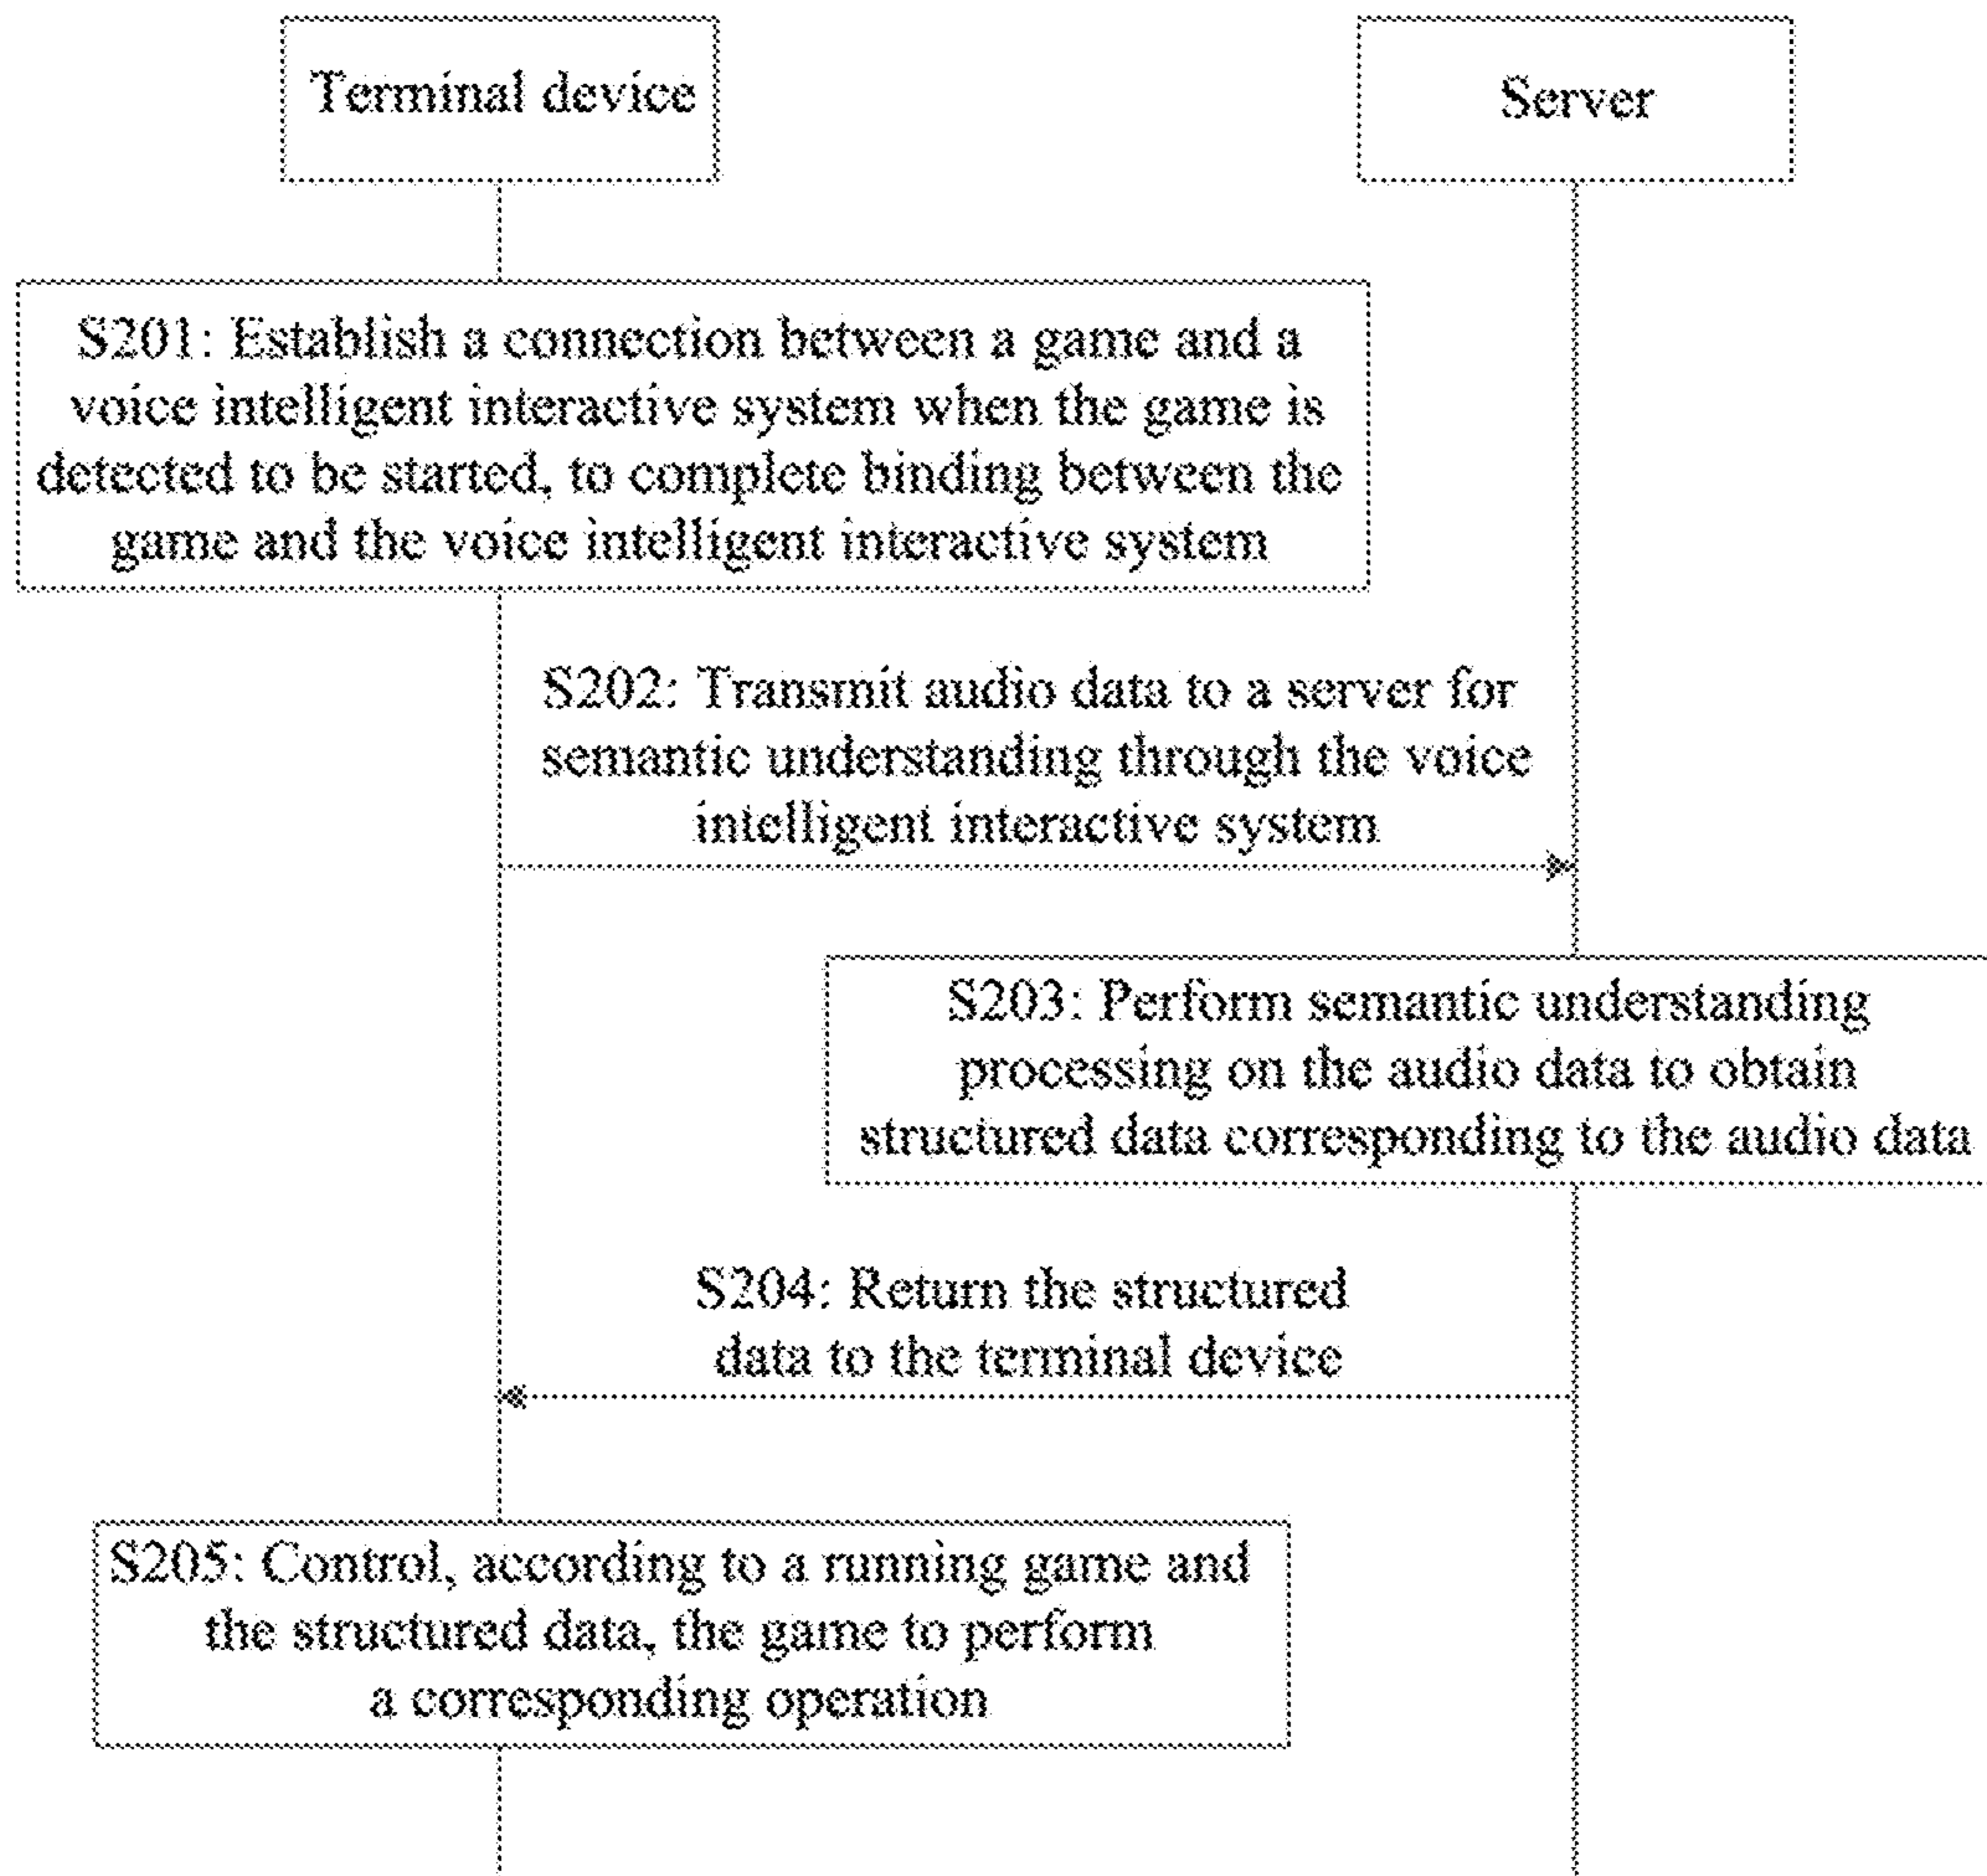 Terminal device
Server
S201: Establish a connection between a game and a
voice intelligent interactive system when the game is
detected to be started, to complete binding between the
game and the voice intelligent interactive system
S202: Transmit audio data to a server for
semantic understanding through the voice
intelligent interactive system
S203: Perform semantic understanding
processing on the audio data to obtain
structured data corresponding to the audio data
S204: Return the structured
data to the terminal device
S205: Control, according to a running game and
the structured data, the game to perform
a corresponding operation